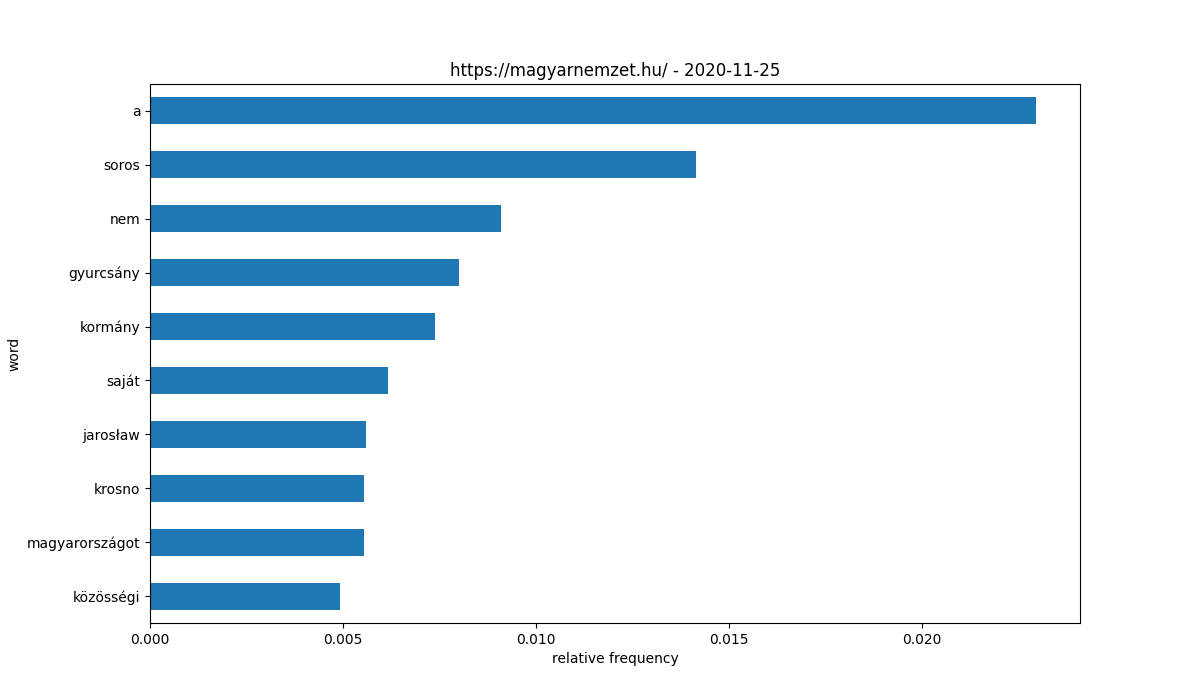 https://magyarnemzet.hu/ - 2020-11-25
a
soros
nem
gyurcsány
kormány
saját
jarosław
krosno
magyarországot
közösségi
word
0.000 0.005 0.010 0.015 0.020
relative frequency